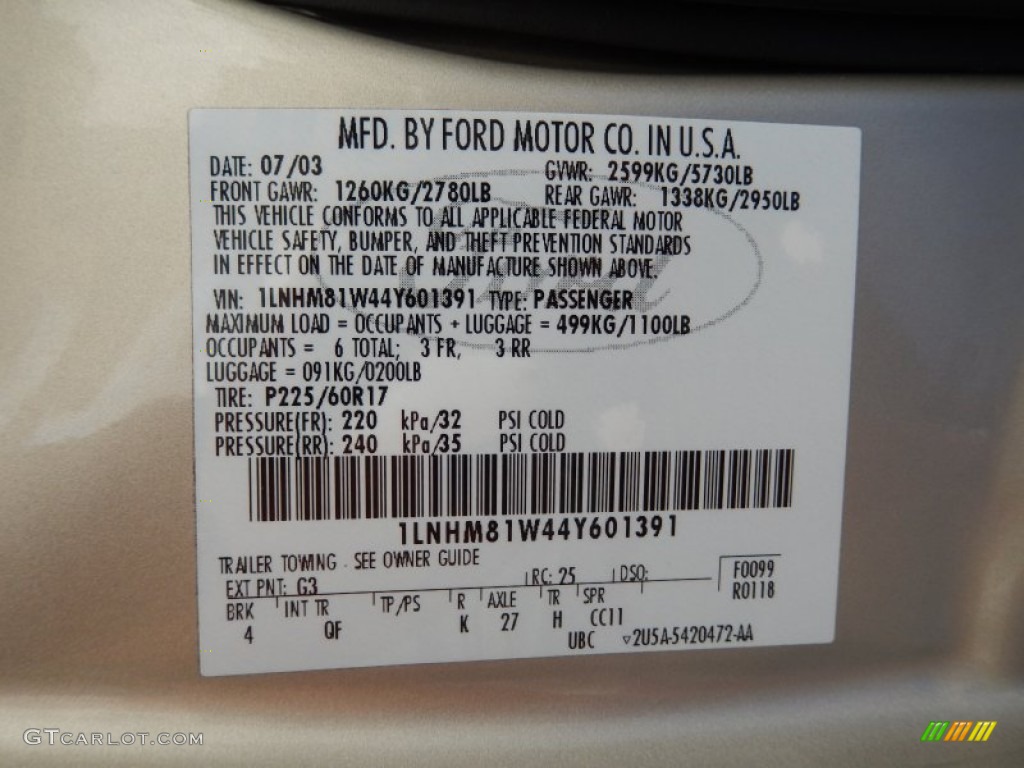 MFD. BY FORD MOTOR CO. IN U.S.A.
DATE: 07/03 GVWR: 2599KG/5730LB
FRONT GAWR: 1260KG/2780LB REAR GAWR: 1338KG/2950LB
THIS VEHICLE CONFORMS TO ALL APPLICABLE FEDERAL MOTOR
VEHICLE SAFETY, BUMPER, AND THEFT PREVENTION STANDARDS
IN EFFECT ON THE DATE OF MANUFACTURE SHOWN ABOVE.
Ford
VIN: 1LNHM81W44Y601391 TYPE: PASSENGER
MAXIMUM LOAD = OCCUPANTS + LUGGAGE = 499KG/1100LB
OCCUPANTS = 6 TOTAL; 3 FR, 3 RR
LUGGAGE = 091KG/0200LB
TIRE: P225/60R17
PRESSURE(FR): 220 kPa/32 PSI COLD
PRESSURE(RR): 240 kPa/35 PSI COLD
1LNHM81W44Y601391
TRAILER TOWING - SEE OWNER GUIDE
EXT PNT: G3 RC: 25 DSO: F0099
R0118
BRK INT TR TP/PS R AXLE TR SPR
4 QF K 27 H CC11
UBC ▽2U5A-5420472-AA
GTCARLOT.COM